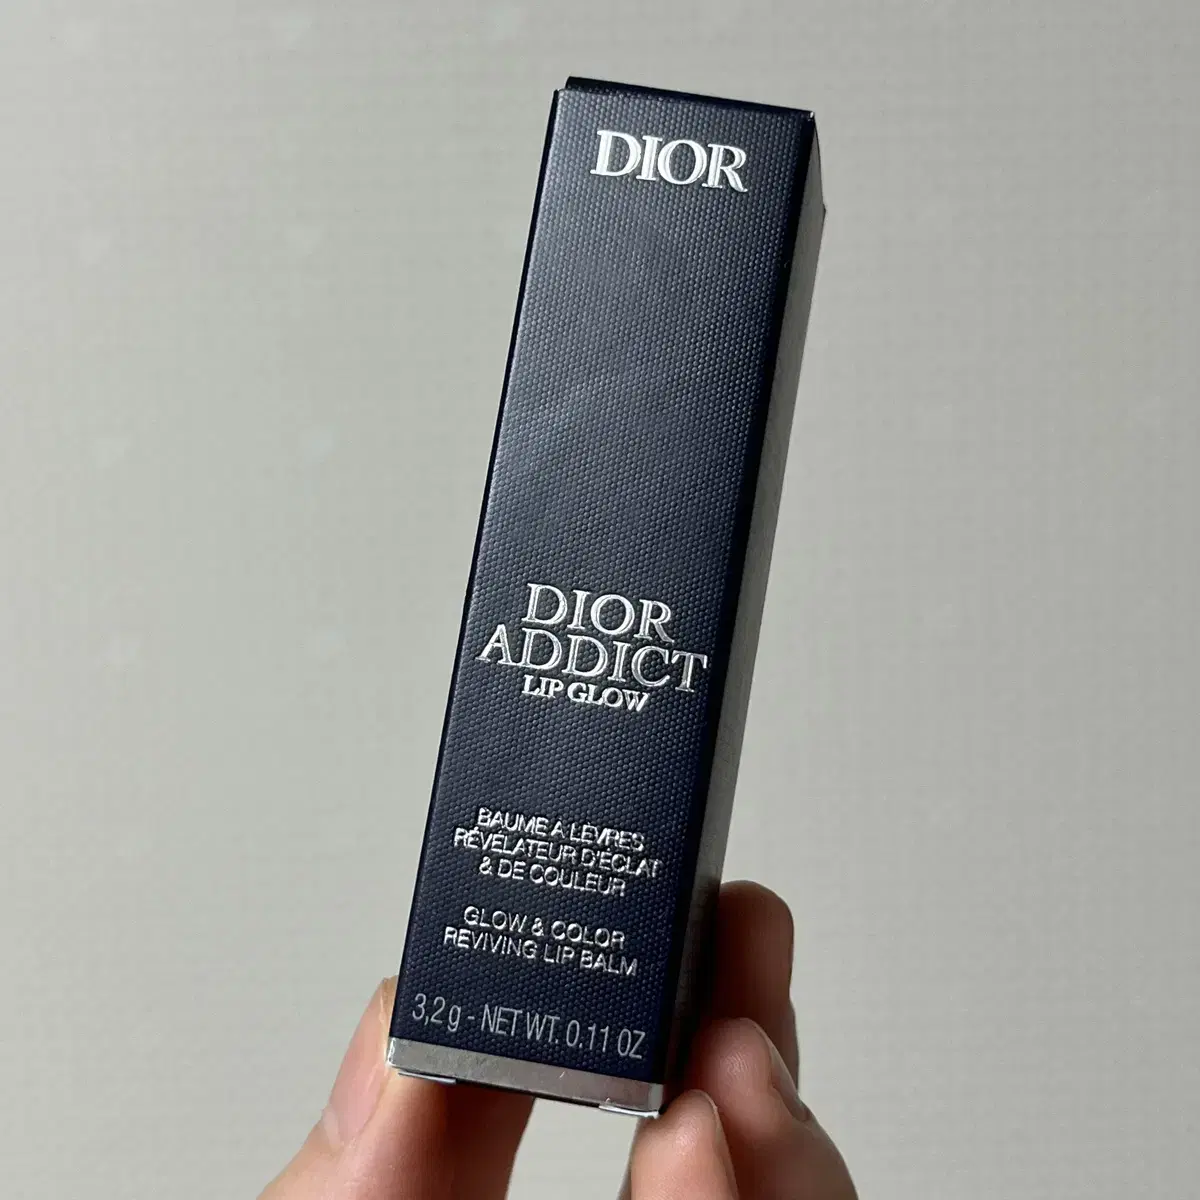 DIOR
DIOR
ADDICT
LIP GLOW
BAUME À LÈVRES
RÉVÉLATEUR D'ÉCLAT
& DE COULEUR
GLOW & COLOR
REVIVING LIP BALM
3,2 g - NET WT. 0.11 OZ